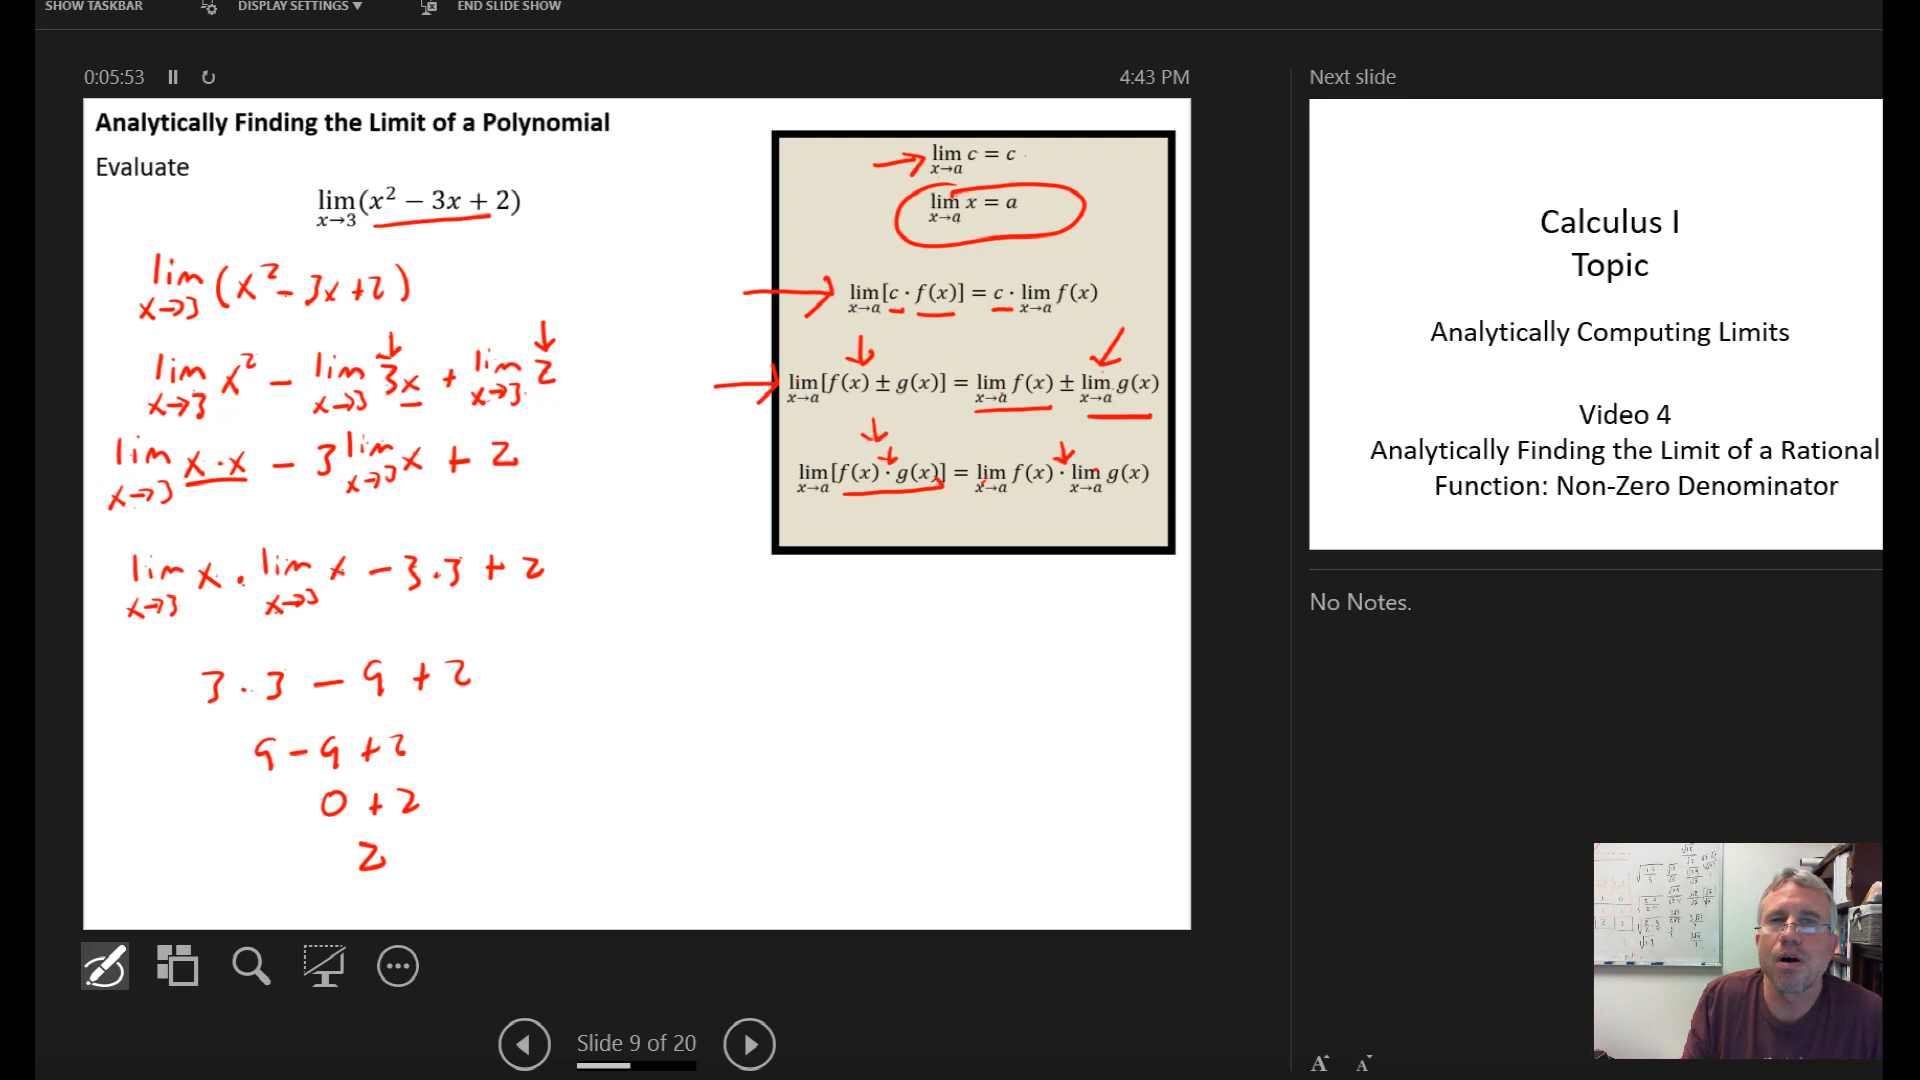 SHOW TASKBAR DISPLAY SETTINGS ▼ END SLIDE SHOW
0:05:53 4:43 PM
Analytically Finding the Limit of a Polynomial
Evaluate
lim x→3 (x² − 3x + 2)
lim x→3 (x² − 3x + 2)
lim x→3 x² − lim x→3 3x + lim x→3 2
lim x→3 x · x − 3 lim x→3 x + 2
lim x→3 x · lim x→3 x − 3 · 3 + 2
3 · 3 − 9 + 2
9 − 9 + 2
0 + 2
2
lim x→a c = c
lim x→a x = a
lim x→a [c · f(x)] = c · lim x→a f(x)
lim x→a [f(x) ± g(x)] = lim x→a f(x) ± lim x→a g(x)
lim x→a [f(x) · g(x)] = lim x→a f(x) · lim x→a g(x)
Next slide
Calculus I
Topic
Analytically Computing Limits
Video 4
Analytically Finding the Limit of a Rational
Function: Non-Zero Denominator
No Notes.
Slide 9 of 20
A A